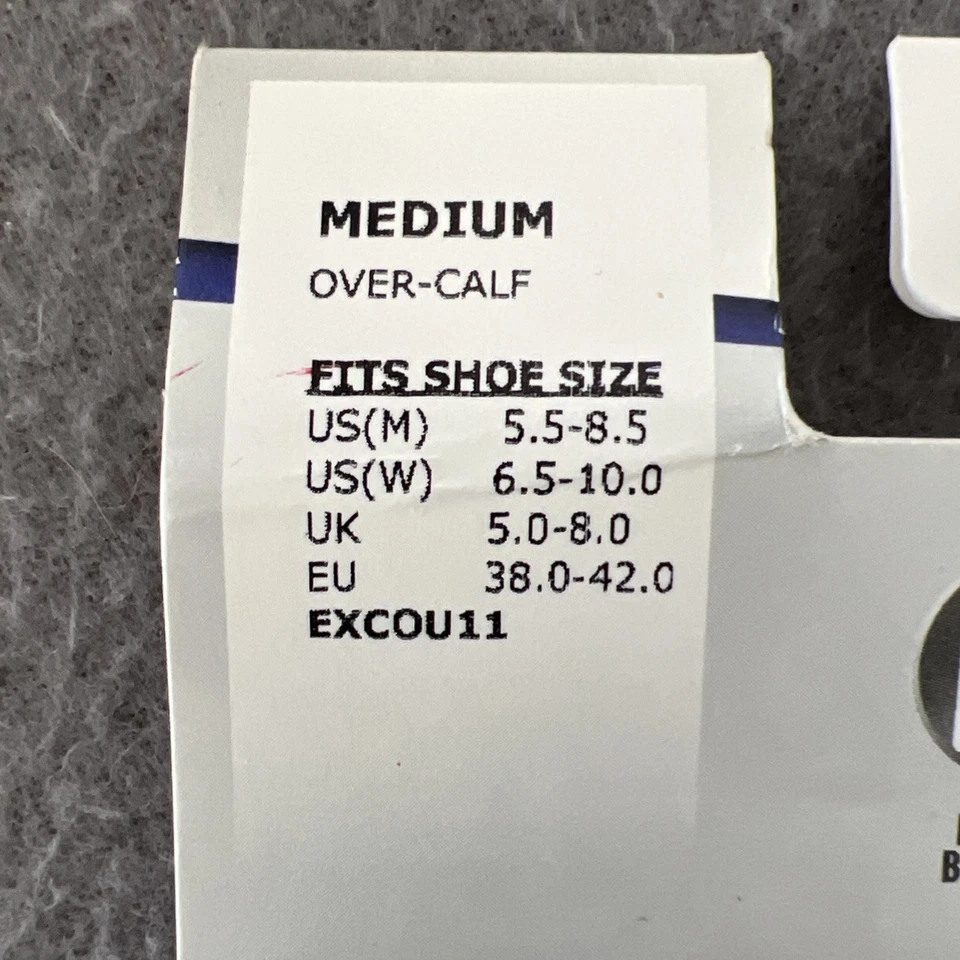 MEDIUM
OVER-CALF
FITS SHOE SIZE
US(M) 5.5-8.5
US(W) 6.5-10.0
UK 5.0-8.0
EU 38.0-42.0
EXCOU11